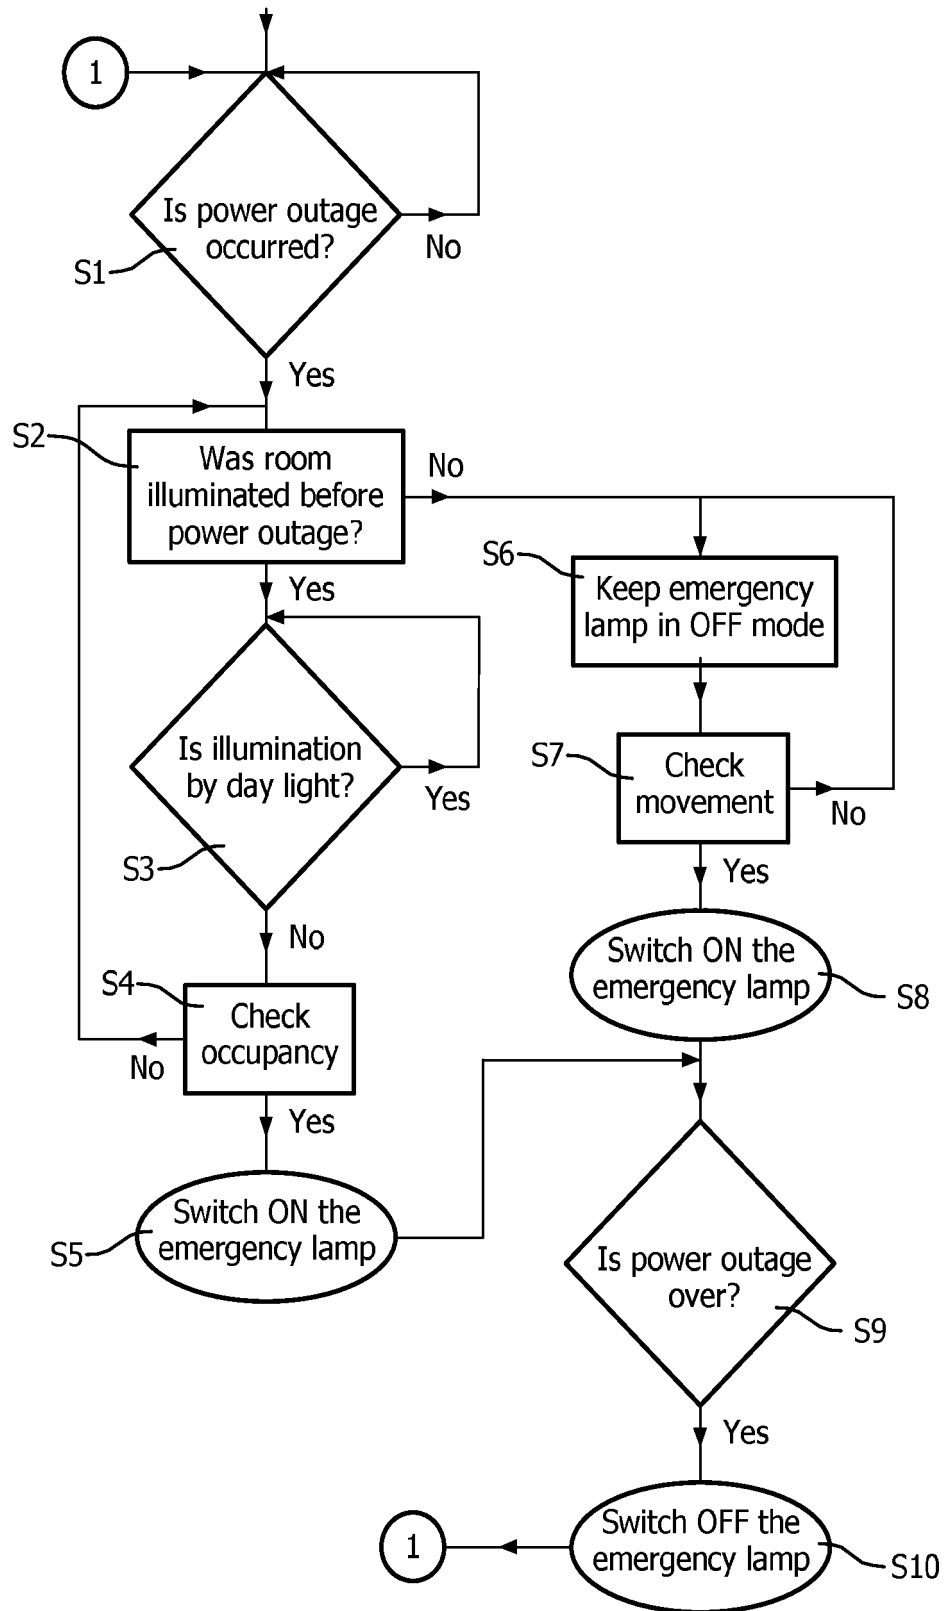 1
Is power outage
occurred?
No
S1
Yes
S2
Was room
illuminated before
power outage?
No
Yes
S6
Keep emergency
lamp in OFF mode
Is illumination
by day light?
Yes
S3
S7
Check
movement
No
Yes
No
S4
Check
occupancy
No
Yes
Switch ON the
emergency lamp
S8
Switch ON the
emergency lamp
S5
Is power outage
over?
S9
Yes
Switch OFF the
emergency lamp
S10
1